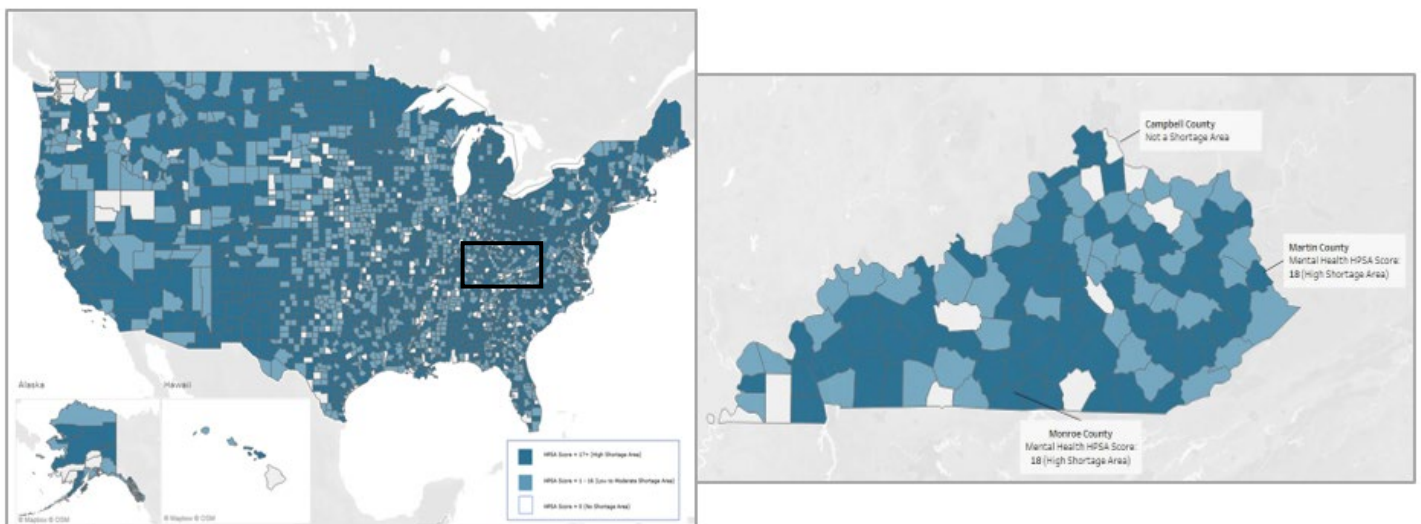 Alaska
Hawaii
© Mapbox © OSM
© Mapbox © OSM
HPSA Score = 17+ (High Shortage Area)
HPSA Score = 1 - 16 (Low to Moderate Shortage Area)
HPSA Score = 0 (No Shortage Area)
Campbell County
Not a Shortage Area
Martin County
Mental Health HPSA Score:
18 (High Shortage Area)
Monroe County
Mental Health HPSA Score:
18 (High Shortage Area)